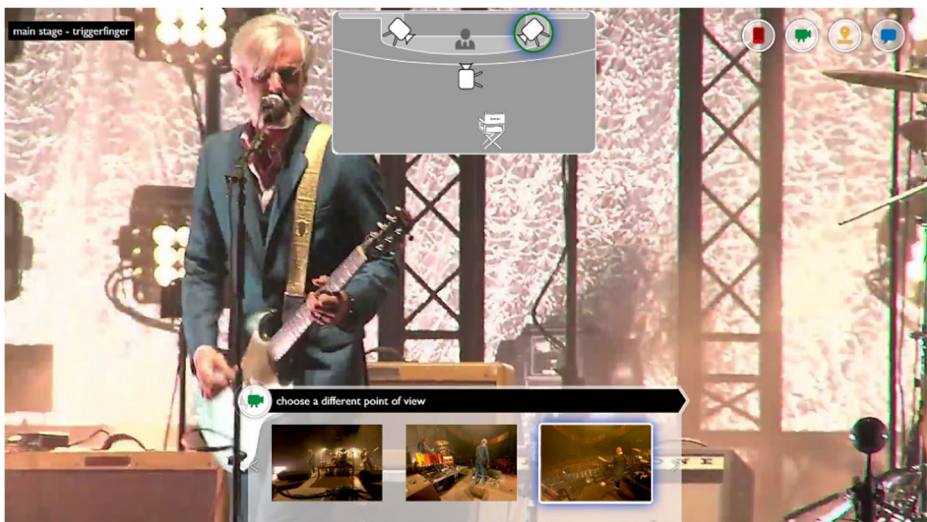 main stage - triggerfinger
choose a different point of view